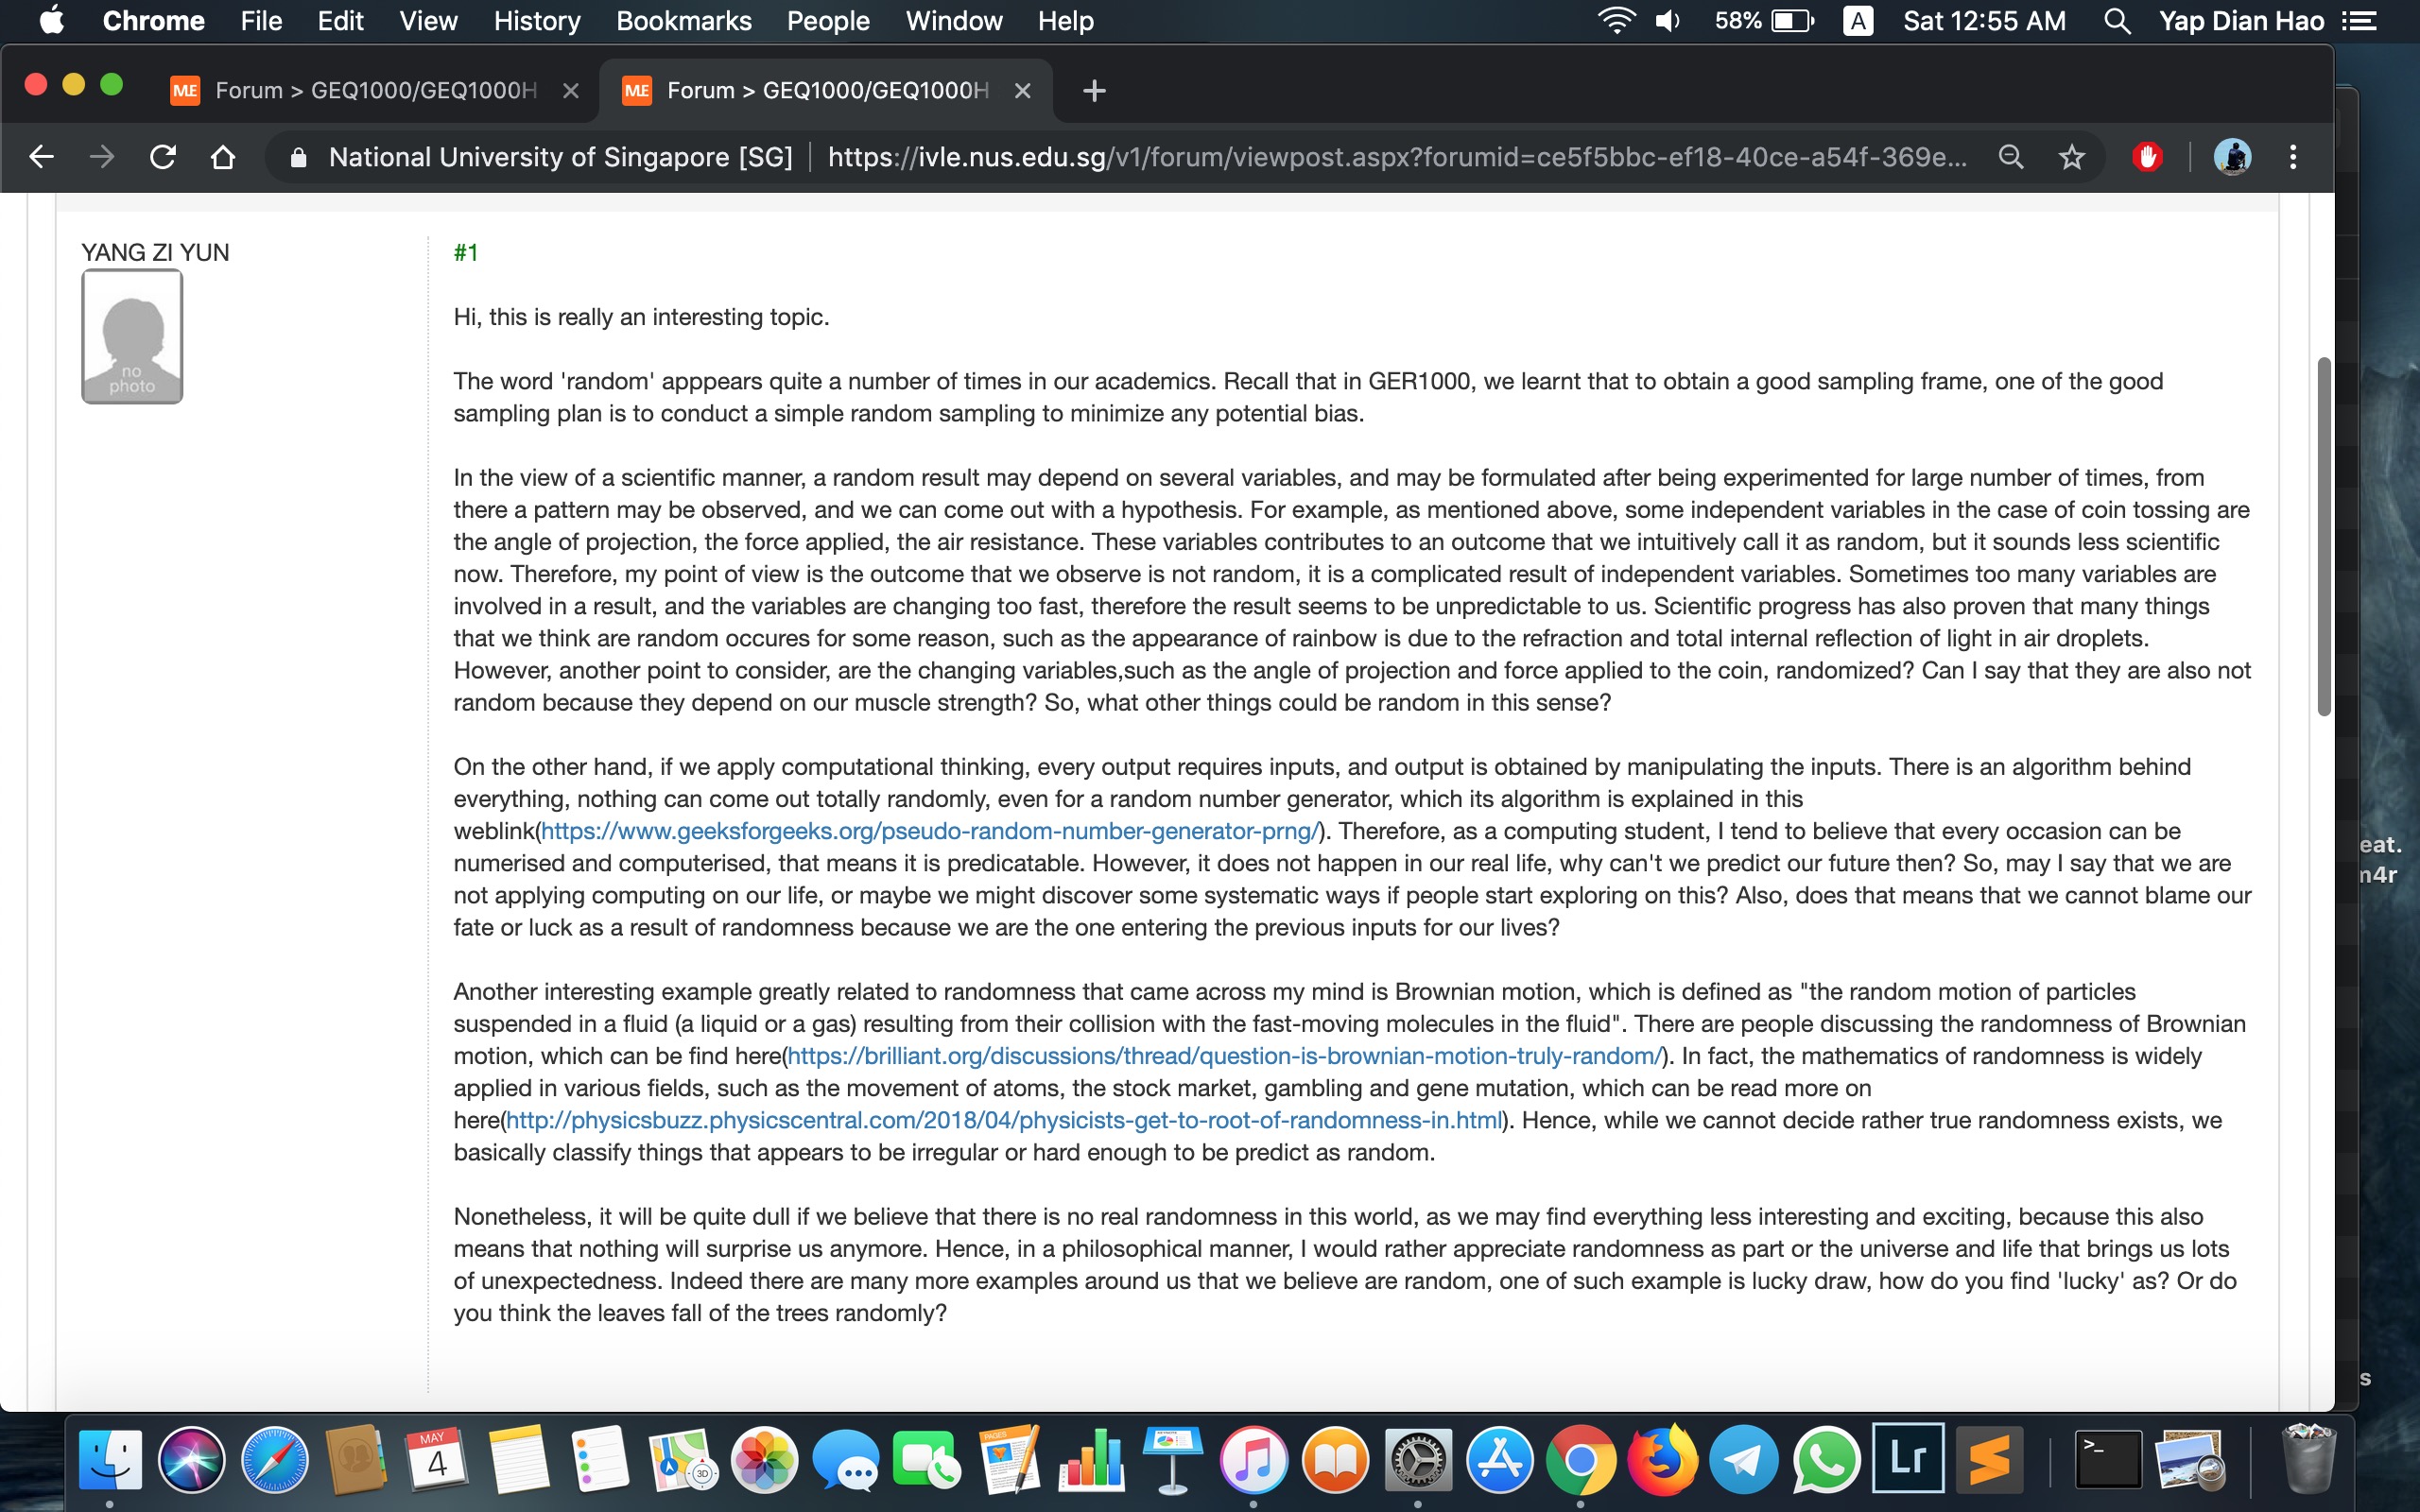 Chrome File Edit View History Bookmarks People Window Help 58% A Sat 12:55 AM Yap Dian Hao
ME Forum > GEQ1000/GEQ1000H ME Forum > GEQ1000/GEQ1000H
National University of Singapore [SG] | https://ivle.nus.edu.sg/v1/forum/viewpost.aspx?forumid=ce5f5bbc-ef18-40ce-a54f-369e...
YANG ZI YUN
no
photo
#1
Hi, this is really an interesting topic.
The word 'random' apppears quite a number of times in our academics. Recall that in GER1000, we learnt that to obtain a good sampling frame, one of the good
sampling plan is to conduct a simple random sampling to minimize any potential bias.
In the view of a scientific manner, a random result may depend on several variables, and may be formulated after being experimented for large number of times, from
there a pattern may be observed, and we can come out with a hypothesis. For example, as mentioned above, some independent variables in the case of coin tossing are
the angle of projection, the force applied, the air resistance. These variables contributes to an outcome that we intuitively call it as random, but it sounds less scientific
now. Therefore, my point of view is the outcome that we observe is not random, it is a complicated result of independent variables. Sometimes too many variables are
involved in a result, and the variables are changing too fast, therefore the result seems to be unpredictable to us. Scientific progress has also proven that many things
that we think are random occures for some reason, such as the appearance of rainbow is due to the refraction and total internal reflection of light in air droplets.
However, another point to consider, are the changing variables,such as the angle of projection and force applied to the coin, randomized? Can I say that they are also not
random because they depend on our muscle strength? So, what other things could be random in this sense?
On the other hand, if we apply computational thinking, every output requires inputs, and output is obtained by manipulating the inputs. There is an algorithm behind
everything, nothing can come out totally randomly, even for a random number generator, which its algorithm is explained in this
weblink(https://www.geeksforgeeks.org/pseudo-random-number-generator-prng/). Therefore, as a computing student, I tend to believe that every occasion can be
numerised and computerised, that means it is predicatable. However, it does not happen in our real life, why can't we predict our future then? So, may I say that we are
not applying computing on our life, or maybe we might discover some systematic ways if people start exploring on this? Also, does that means that we cannot blame our
fate or luck as a result of randomness because we are the one entering the previous inputs for our lives?
Another interesting example greatly related to randomness that came across my mind is Brownian motion, which is defined as "the random motion of particles
suspended in a fluid (a liquid or a gas) resulting from their collision with the fast-moving molecules in the fluid". There are people discussing the randomness of Brownian
motion, which can be find here(https://brilliant.org/discussions/thread/question-is-brownian-motion-truly-random/). In fact, the mathematics of randomness is widely
applied in various fields, such as the movement of atoms, the stock market, gambling and gene mutation, which can be read more on
here(http://physicsbuzz.physicscentral.com/2018/04/physicists-get-to-root-of-randomness-in.html). Hence, while we cannot decide rather true randomness exists, we
basically classify things that appears to be irregular or hard enough to be predict as random.
Nonetheless, it will be quite dull if we believe that there is no real randomness in this world, as we may find everything less interesting and exciting, because this also
means that nothing will surprise us anymore. Hence, in a philosophical manner, I would rather appreciate randomness as part or the universe and life that brings us lots
of unexpectedness. Indeed there are many more examples around us that we believe are random, one of such example is lucky draw, how do you find 'lucky' as? Or do
you think the leaves fall of the trees randomly?
eat.
m4r
s
MAY
4
3D
PAGES
Lr
>_